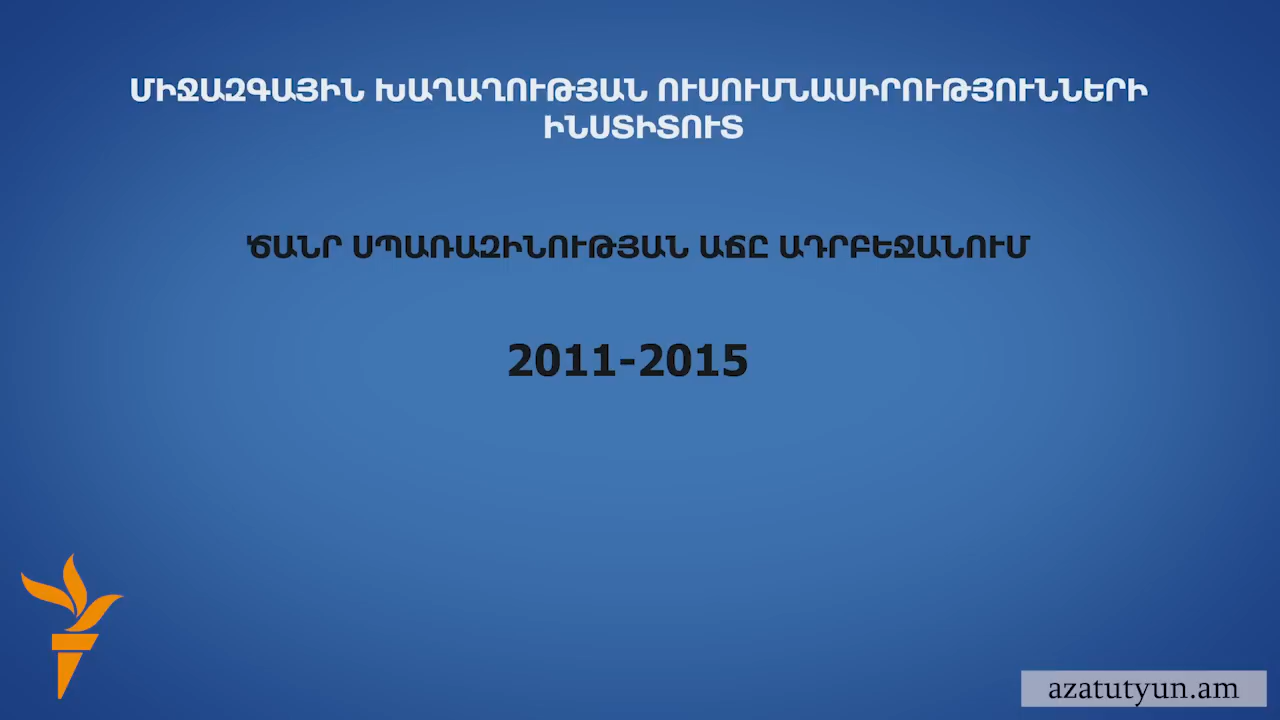 ՄԻՋԱԶԳԱՅԻՆ ԽԱՂԱՂՈՒԹՅԱՆ ՈՒՍՈՒՄՆԱՍԻՐՈՒԹՅՈՒՆՆԵՐԻ
ԻՆՍՏԻՏՈՒՏ
ԾԱՆՐ ՍՊԱՌԱԶԻՆՈՒԹՅԱՆ ԱՃԸ ԱԴՐԲԵՋԱՆՈՒՄ
2011-2015
azatutyun.am